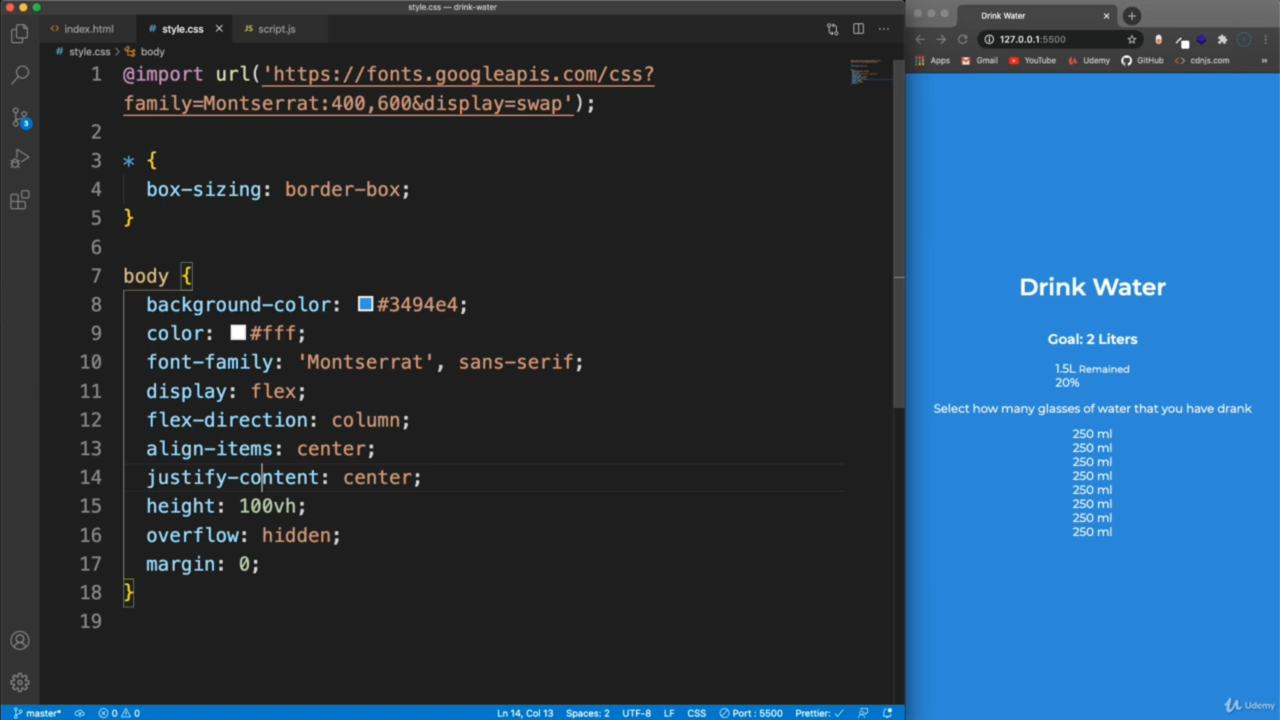 style.css — drink-water
index.html
style.css
script.js
style.css > body
1 @import url('https://fonts.googleapis.com/css?
family=Montserrat:400,600&display=swap');
2
3 * {
4 box-sizing: border-box;
5 }
6
7 body {
8 background-color: #3494e4;
9 color: #fff;
10 font-family: 'Montserrat', sans-serif;
11 display: flex;
12 flex-direction: column;
13 align-items: center;
14 justify-content: center;
15 height: 100vh;
16 overflow: hidden;
17 margin: 0;
18 }
19
3
master* 0 0 Ln 14, Col 13 Spaces: 2 UTF-8 LF CSS Port : 5500 Prettier: ✓
Drink Water
127.0.0.1:5500
Apps Gmail YouTube Udemy GitHub cdnjs.com »
Drink Water
Goal: 2 Liters
1.5L Remained
20%
Select how many glasses of water that you have drank
250 ml
250 ml
250 ml
250 ml
250 ml
250 ml
250 ml
250 ml
Udemy